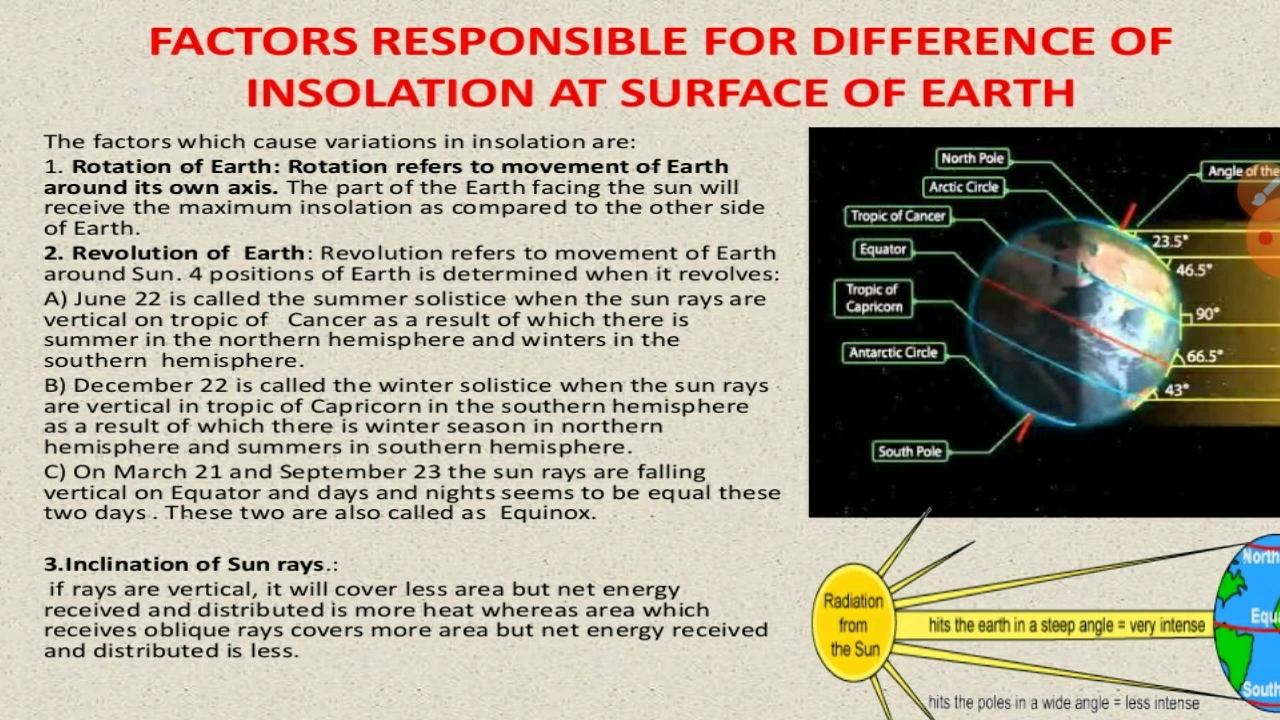 FACTORS RESPONSIBLE FOR DIFFERENCE OF
INSOLATION AT SURFACE OF EARTH
The factors which cause variations in insolation are:
1. Rotation of Earth: Rotation refers to movement of Earth
around its own axis. The part of the Earth facing the sun will
receive the maximum insolation as compared to the other side
of Earth.
2. Revolution of Earth: Revolution refers to movement of Earth
around Sun. 4 positions of Earth is determined when it revolves:
A) June 22 is called the summer solistice when the sun rays are
vertical on tropic of Cancer as a result of which there is
summer in the northern hemisphere and winters in the
southern hemisphere.
B) December 22 is called the winter solistice when the sun rays
are vertical in tropic of Capricorn in the southern hemisphere
as a result of which there is winter season in northern
hemisphere and summers in southern hemisphere.
C) On March 21 and September 23 the sun rays are falling
vertical on Equator and days and nights seems to be equal these
two days . These two are also called as Equinox.
3.Inclination of Sun rays.:
if rays are vertical, it will cover less area but net energy
received and distributed is more heat whereas area which
receives oblique rays covers more area but net energy received
and distributed is less.
North Pole
Angle of the
Arctic Circle
Tropic of Cancer
23.5°
Equator
46.5°
Tropic of
Capricorn
90°
Antarctic Circle
66.5°
43°
South Pole
Radiation
from
the Sun
hits the earth in a steep angle = very intense
hits the poles in a wide angle = less intense
North
Equa
South